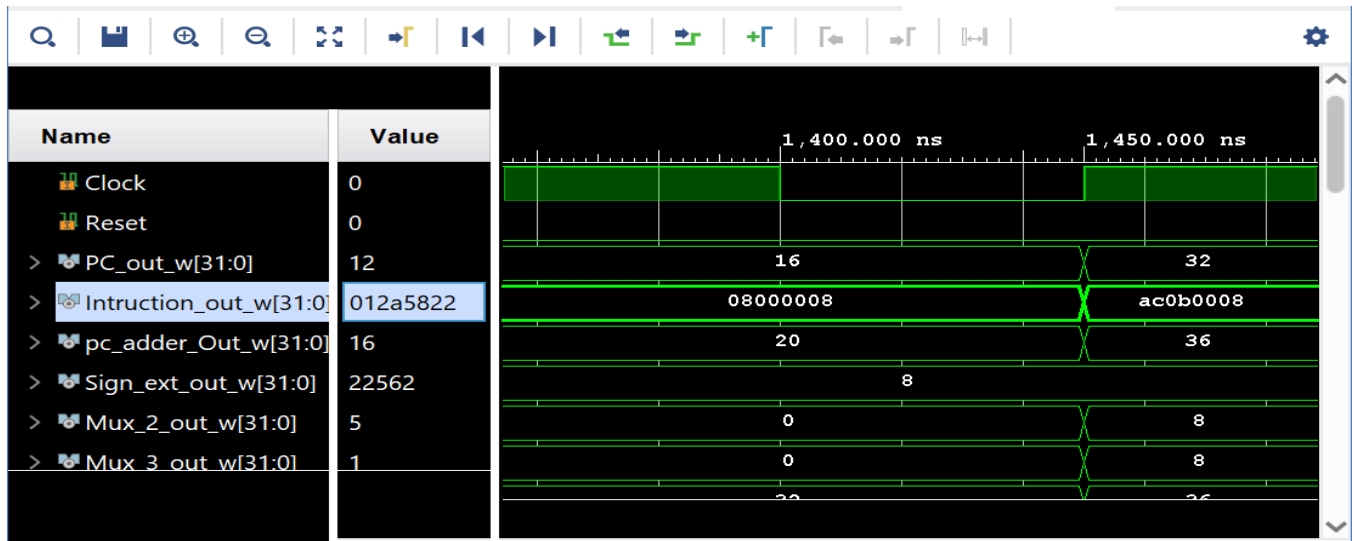 Name Value 1,400.000 ns 1,450.000 ns
Clock 0
Reset 0
PC_out_w[31:0] 12 16 32
Intruction_out_w[31:0] 012a5822 08000008 ac0b0008
pc_adder_Out_w[31:0] 16 20 36
Sign_ext_out_w[31:0] 22562 8
Mux_2_out_w[31:0] 5 0 8
Mux_3_out_w[31:0] 1 0 8